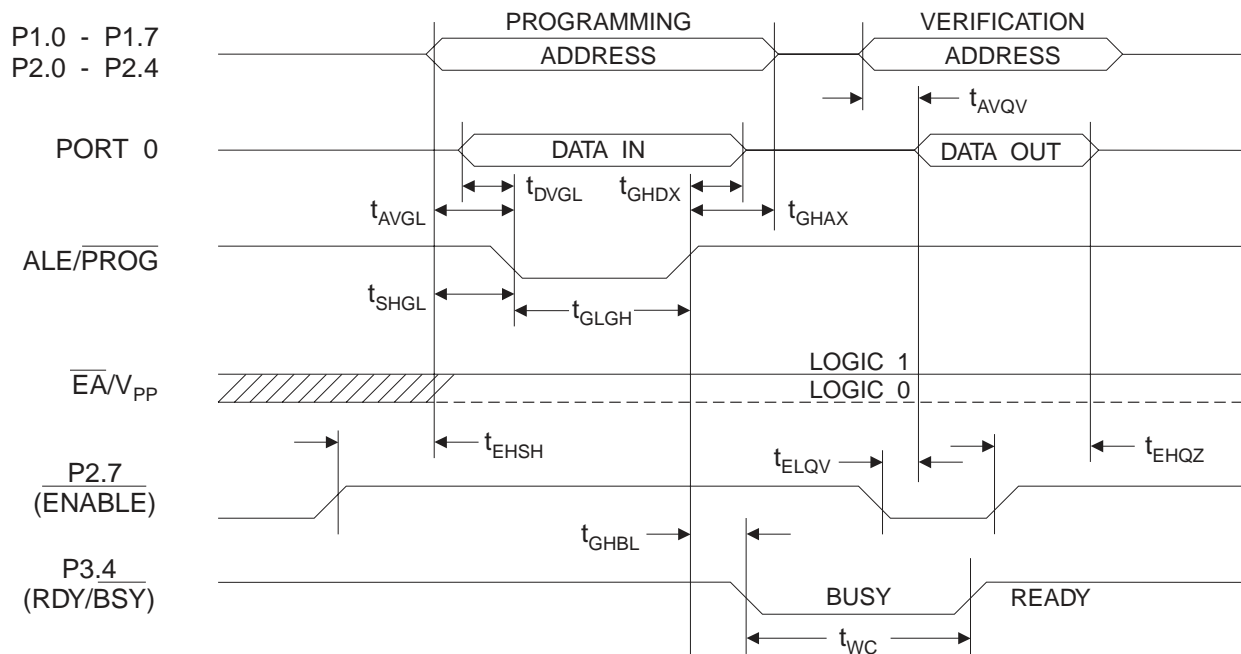 PROGRAMMING
VERIFICATION
P1.0 - P1.7
P2.0 - P2.4
ADDRESS
ADDRESS
tAVQV
PORT 0
DATA IN
DATA OUT
tDVGL
tGHDX
tAVGL
tGHAX
ALE/PROG
tSHGL
tGLGH
LOGIC 1
EA/VPP
LOGIC 0
tEHSH
tELQV
tEHQZ
P2.7
(ENABLE)
tGHBL
P3.4
(RDY/BSY)
BUSY
READY
tWC